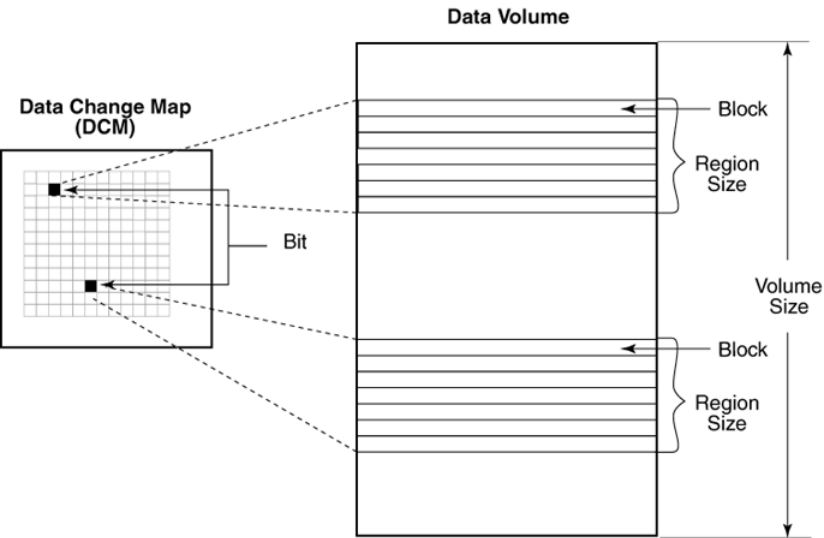 Data Volume
Data Change Map
(DCM)
Block
Region
Size
Bit
Volume
Size
Block
Region
Size